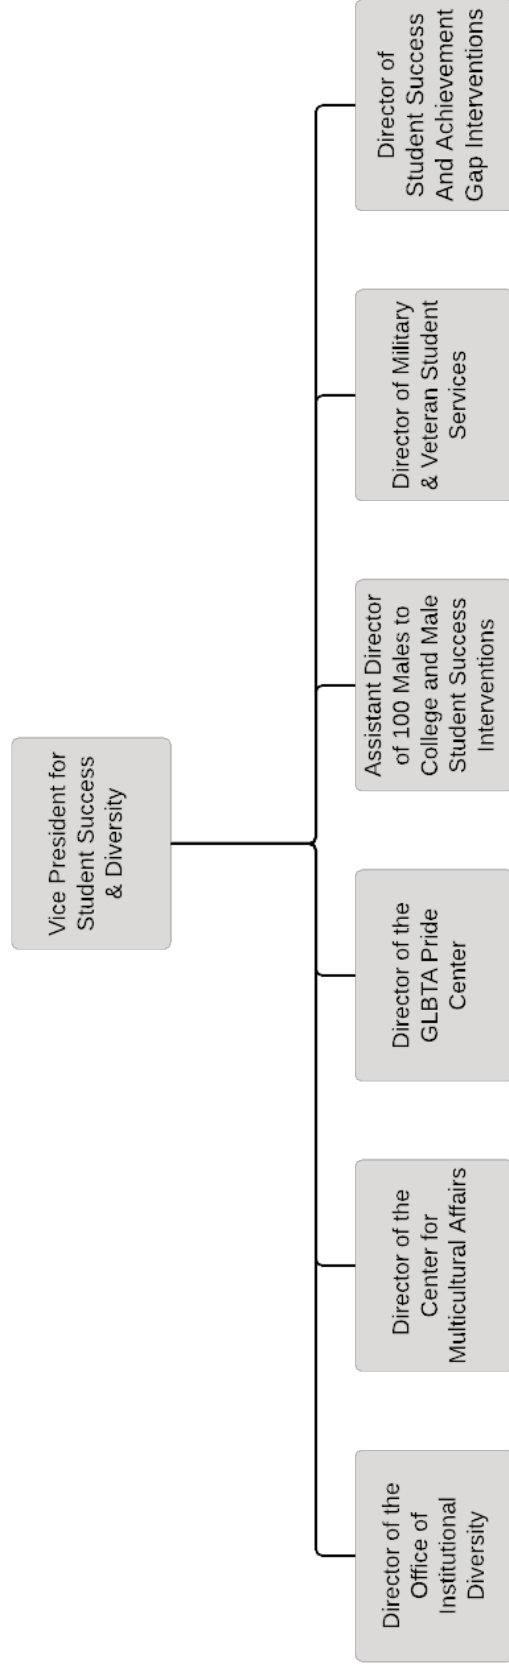 Vice President for
Student Success
& Diversity
Director of the
Office of
Institutional
Diversity
Director of the
Center for
Multicultural Affairs
Director of the
GLBTA Pride
Center
Assistant Director
of 100 Males to
College and Male
Student Success
Interventions
Director of Military
& Veteran Student
Services
Director of
Student Success
And Achievement
Gap Interventions